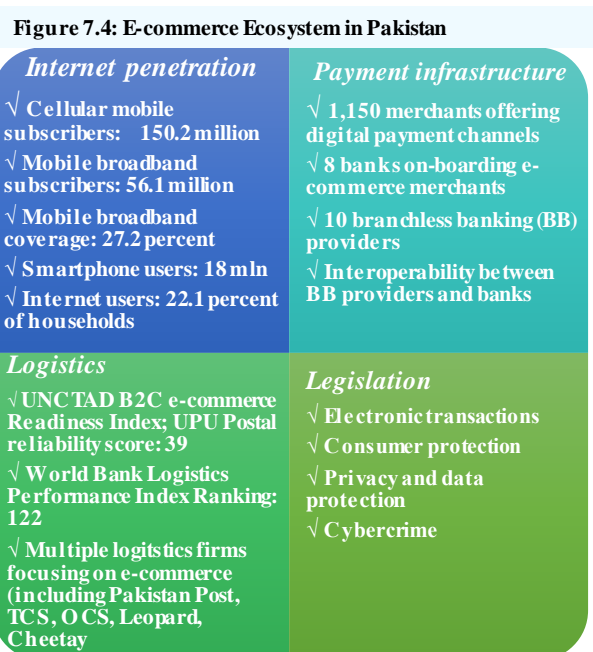 Figure 7.4: E-commerce Ecosystem in Pakistan
Internet penetration
√ Cellular mobile
subscribers: 150.2 million
√ Mobile broadband
subscribers: 56.1 million
√ Mobile broadband
coverage: 27.2 percent
√ Smartphone users: 18 mln
√ Internet users: 22.1 percent
of households
Payment infrastructure
√ 1,150 merchants offering
digital payment channels
√ 8 banks on-boarding e-
commerce merchants
√ 10 branchless banking (BB)
providers
√ Interoperability between
BB providers and banks
Logistics
√ UNCTAD B2C e-commerce
Readiness Index; UPU Postal
reliability score: 39
√ World Bank Logistics
Performance Index Ranking:
122
√ Multiple logitstics firms
focusing on e-commerce
(including Pakistan Post,
TCS, OCS, Leopard,
Cheetay
Legislation
√ Electronic transactions
√ Consumer protection
√ Privacy and data
protection
√ Cybercrime